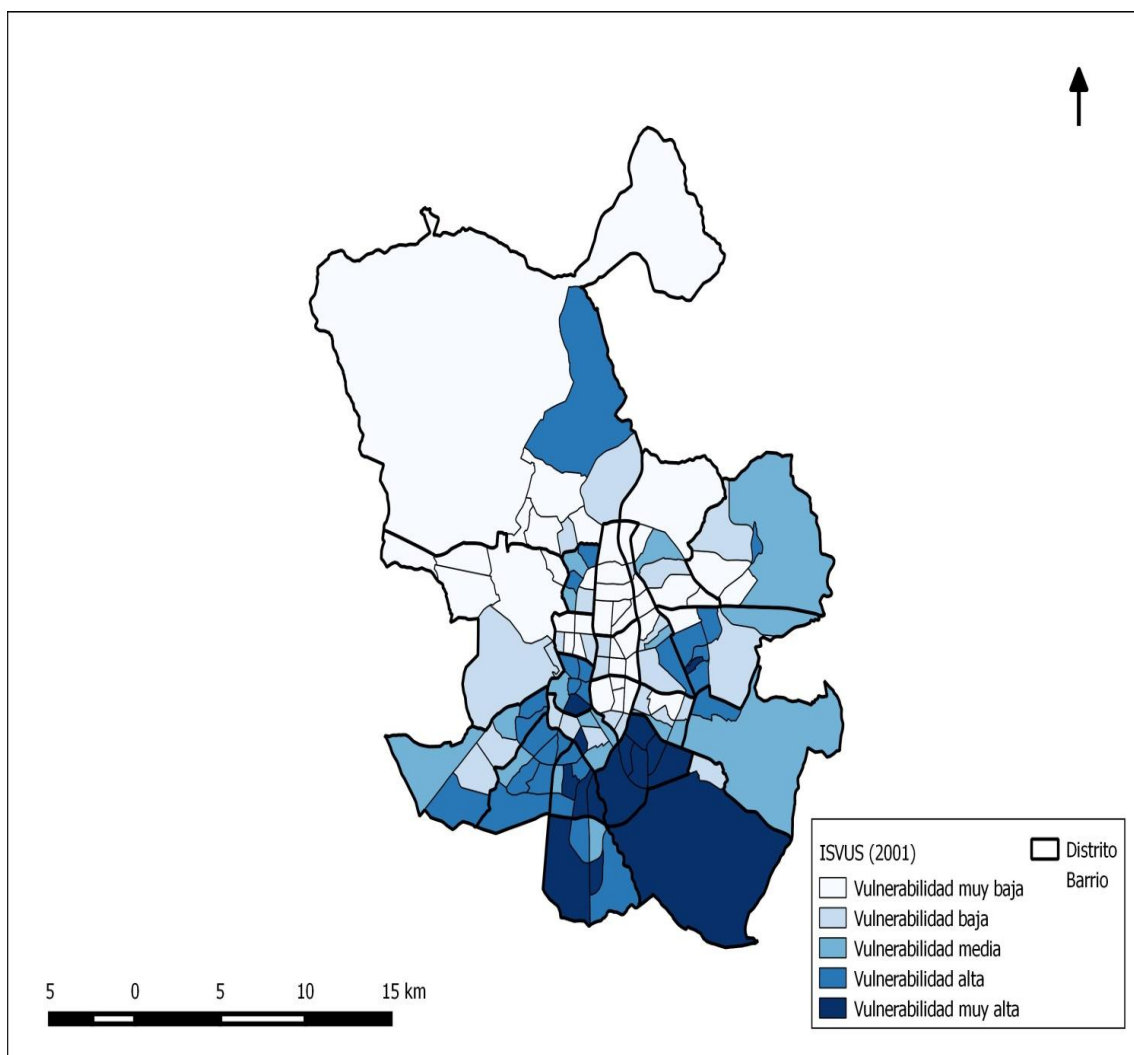 ISVUS (2001)
Vulnerabilidad muy baja
Vulnerabilidad baja
Vulnerabilidad media
Vulnerabilidad alta
Vulnerabilidad muy alta
Distrito
Barrio
5 0 5 10 15 km